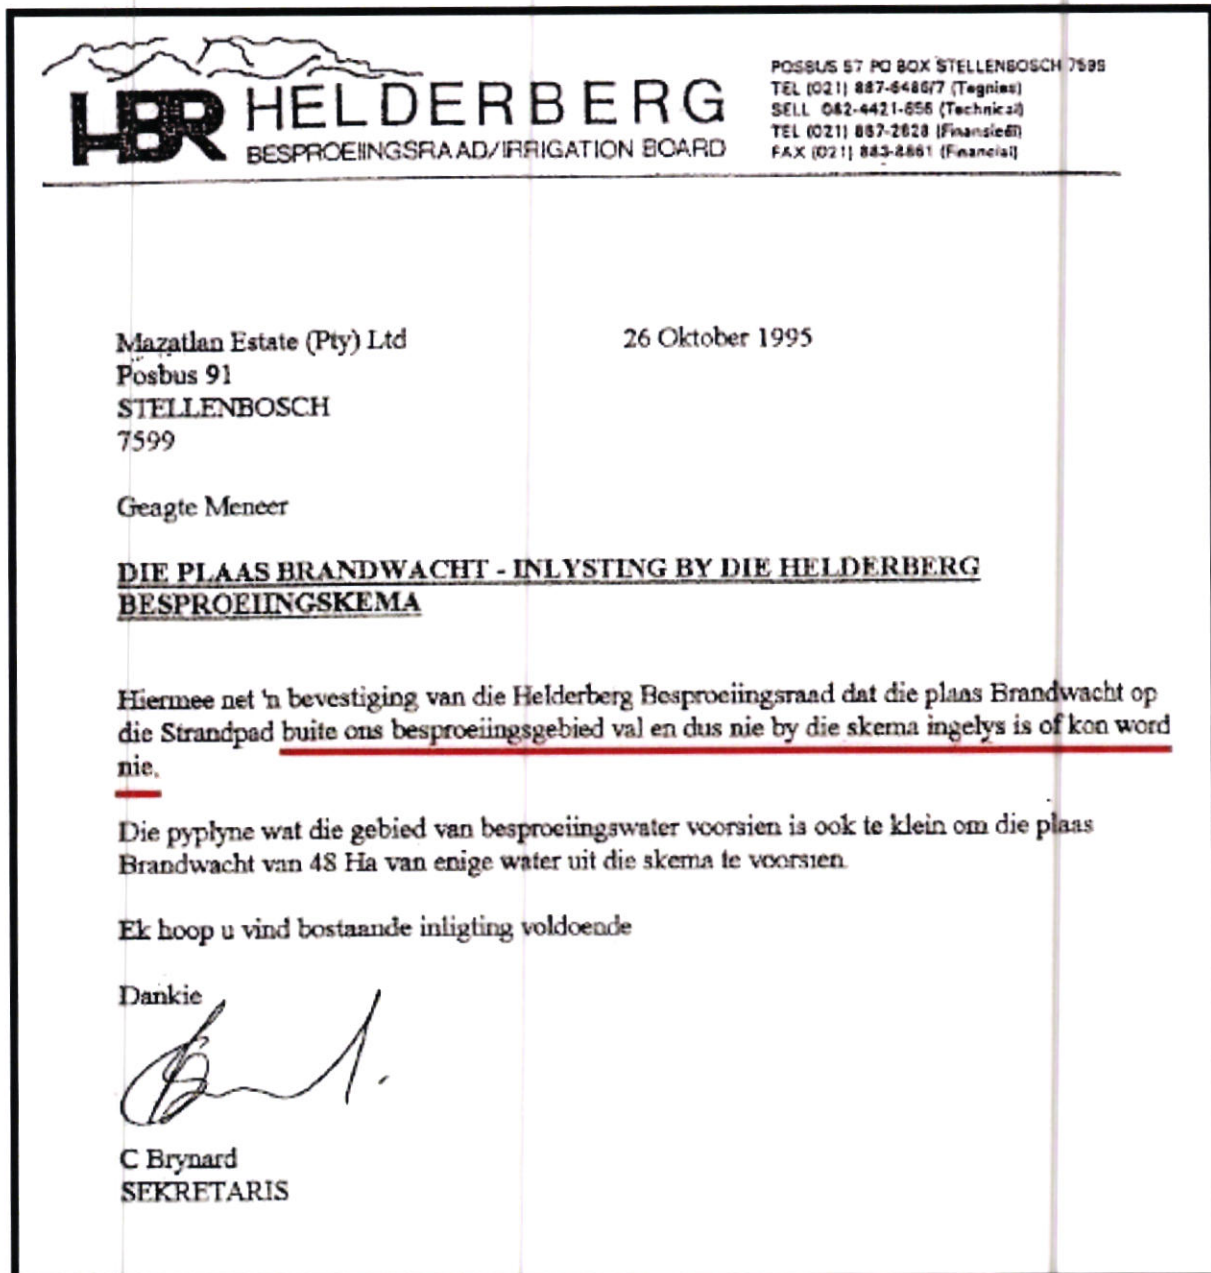 HBR HELDERBERG
BESPROEIINGSRAAD/IRRIGATION BOARD
POSBUS 57 PO BOX STELLENBOSCH 7599
TEL (021) 887-6486/7 (Tegnies)
SELL 082-4421-656 (Technical)
TEL (021) 887-2628 (Finansieël)
FAX (021) 883-8861 (Financial)
Mazatlan Estate (Pty) Ltd 26 Oktober 1995
Posbus 91
STELLENBOSCH
7599
Geagte Meneer
DIE PLAAS BRANDWACHT - INLYSTING BY DIE HELDERBERG
BESPROEIINGSKEMA
Hiermee net 'n bevestiging van die Helderberg Besproeiingsraad dat die plaas Brandwacht op
die Strandpad buite ons besproeiingsgebied val en dus nie by die skema ingelys is of kon word
nie.
Die pyplyne wat die gebied van besproeiingswater voorsien is ook te klein om die plaas
Brandwacht van 48 Ha van enige water uit die skema te voorsien.
Ek hoop u vind bostaande inligting voldoende
Dankie
C Brynard
SEKRETARIS